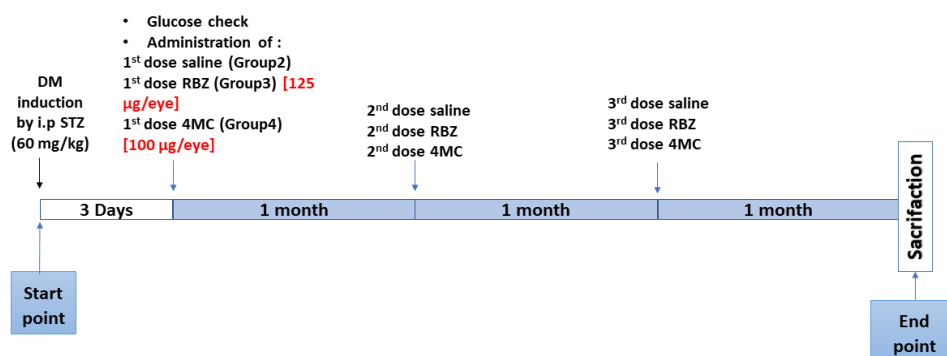 DM
induction
by i.p STZ
(60 mg/kg)
• Glucose check
• Administration of :
1st dose saline (Group2)
1st dose RBZ (Group3) [125
µg/eye]
1st dose 4MC (Group4)
[100 µg/eye]
2nd dose saline
2nd dose RBZ
2nd dose 4MC
3rd dose saline
3rd dose RBZ
3rd dose 4MC
3 Days
1 month
1 month
1 month
Sacrifaction
Start
point
End
point